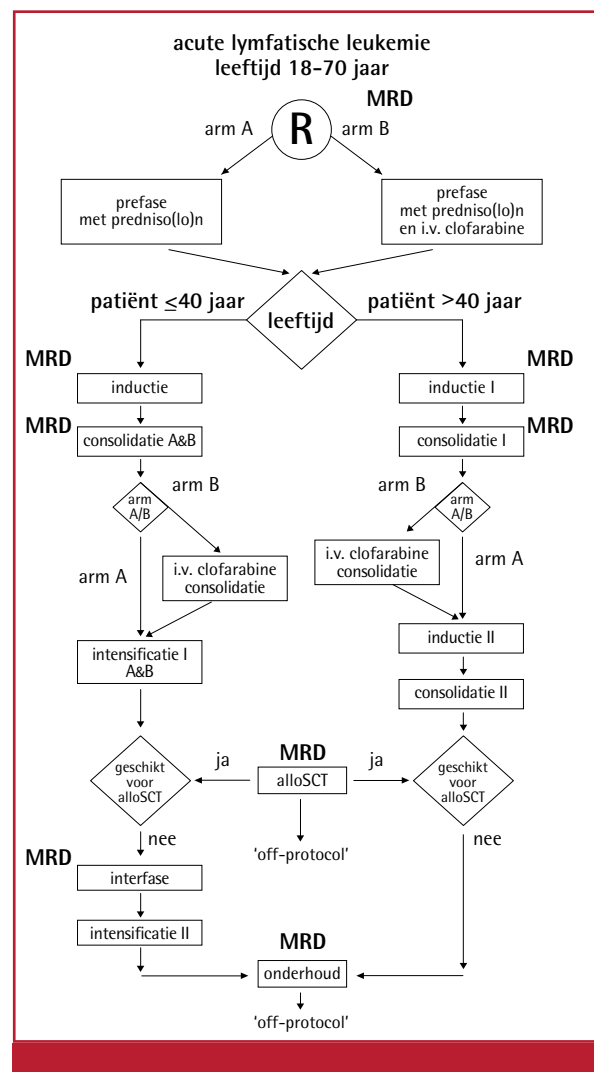 acute lymfatische leukemie
leeftijd 18-70 jaar
MRD
arm A
R
arm B
prefase
met predniso(lo)n
prefase
met predniso(lo)n
en i.v. clofarabine
patiënt ≤40 jaar
leeftijd
patiënt >40 jaar
MRD
inductie
MRD
consolidatie A&B
arm
A/B
arm B
i.v. clofarabine
consolidatie
arm A
intensificatie I
A&B
geschikt
voor
alloSCT
ja
nee
MRD
interfase
intensificatie II
MRD
inductie I
MRD
consolidatie I
arm B
arm
A/B
i.v. clofarabine
consolidatie
arm A
inductie II
consolidatie II
geschikt
voor
alloSCT
ja
nee
MRD
alloSCT
'off-protocol'
MRD
onderhoud
'off-protocol'